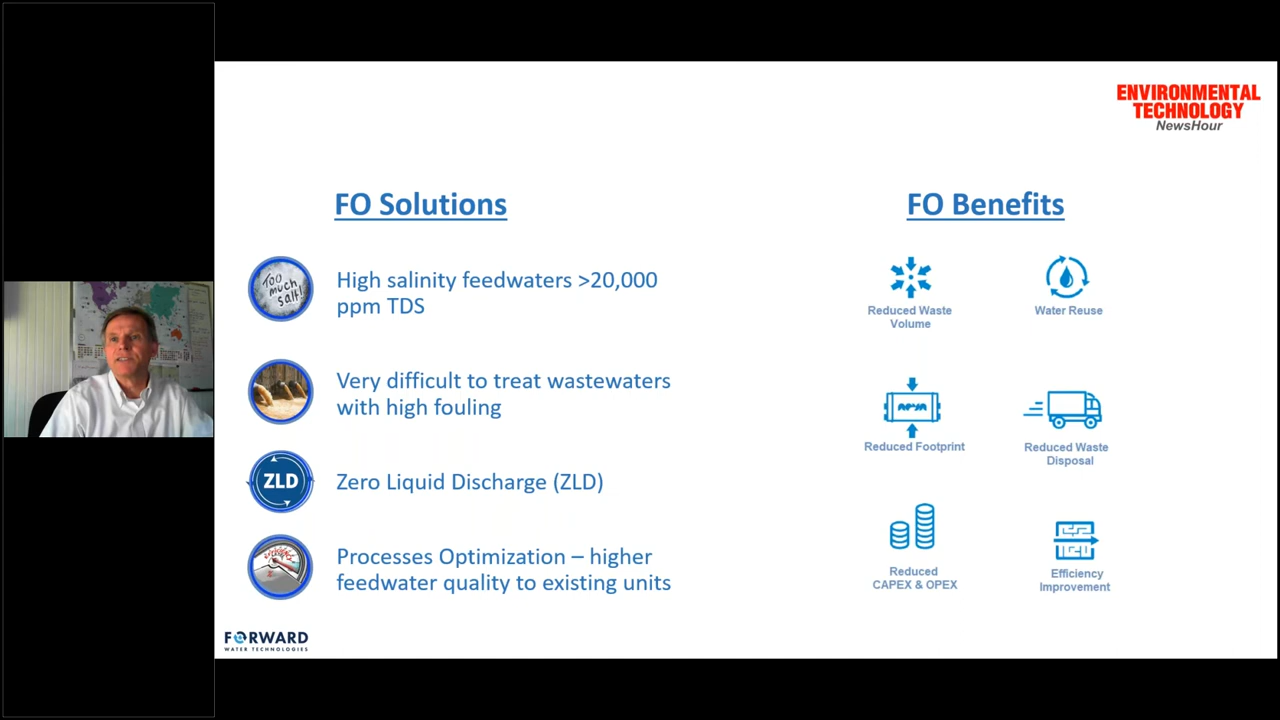 ENVIRONMENTAL
TECHNOLOGY
NewsHour
FO Solutions
Too
much
salt!
High salinity feedwaters >20,000
ppm TDS
Very difficult to treat wastewaters
with high fouling
ZLD
Zero Liquid Discharge (ZLD)
Processes Optimization – higher
feedwater quality to existing units
FO Benefits
Reduced Waste
Volume
Water Reuse
Reduced Footprint
Reduced Waste
Disposal
Reduced
CAPEX & OPEX
Efficiency
Improvement
FORWARD
WATER TECHNOLOGIES